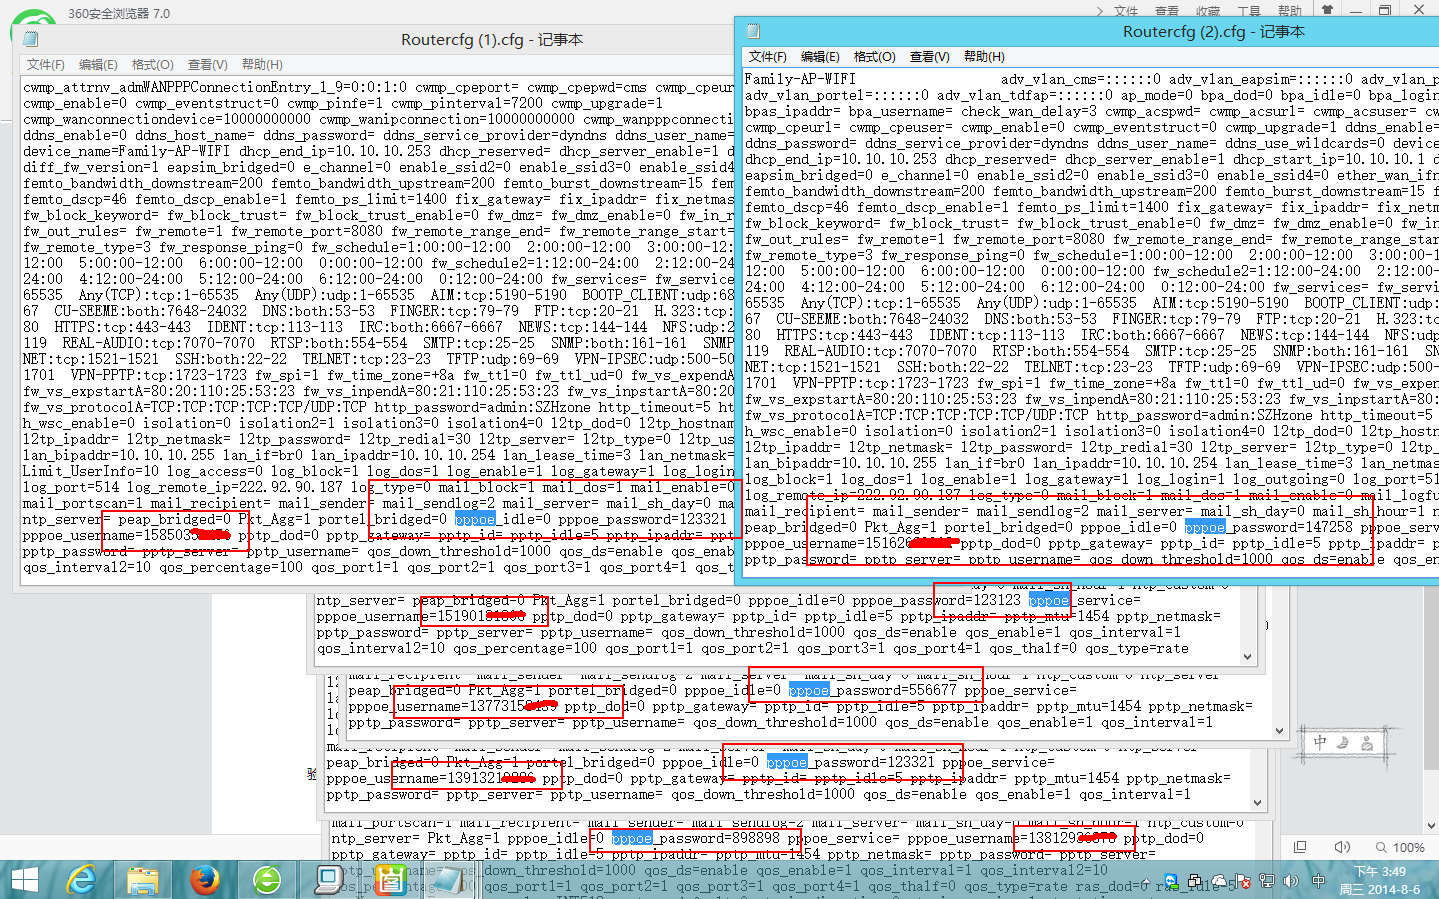 360安全浏览器 7.0
文件 查看 收藏 工具 帮助
Routercfg (1).cfg - 记事本
文件(F) 编辑(E) 格式(O) 查看(V) 帮助(H)
cwmp_attrnv_admWANPPPConnectionEntry_1_9=0:0:1:0 cwmp_cpeport= cwmp_cpepwd=cms cwmp_cpeur
cwmp_enable=0 cwmp_eventstruct=0 cwmp_pinfe=1 cwmp_pinterval=7200 cwmp_upgrade=1
cwmp_wanconnectiondevice=10000000000 cwmp_wanipconnection=10000000000 cwmp_wanpppconnecti
ddns_enable=0 ddns_host_name= ddns_password= ddns_service_provider=dyndns ddns_user_name=
device_name=Family-AP-WIFI dhcp_end_ip=10.10.10.253 dhcp_reserved= dhcp_server_enable=1 d
diff_fw_version=1 eapsim_bridged=0 e_channel=0 enable_ssid2=0 enable_ssid3=0 enable_ssid4
femto_bandwidth_downstream=200 femto_bandwidth_upstream=200 femto_burst_downstream=15 fem
femto_dscp=46 femto_dscp_enable=1 femto_ps_limit=1400 fix_gateway= fix_ipaddr= fix_netmas
fw_block_keyword= fw_block_trust= fw_block_trust_enable=0 fw_dmz= fw_dmz_enable=0 fw_in_r
fw_out_rules= fw_remote=1 fw_remote_port=8080 fw_remote_range_end= fw_remote_range_start=
fw_remote_type=3 fw_response_ping=0 fw_schedule=1:00:00-12:00 2:00:00-12:00 3:00:00-12:
12:00 5:00:00-12:00 6:00:00-12:00 0:00:00-12:00 fw_schedule2=1:12:00-24:00 2:12:00-
24:00 4:12:00-24:00 5:12:00-24:00 6:12:00-24:00 0:12:00-24:00 fw_services= fw_service
65535 Any(TCP):tcp:1-65535 Any(UDP):udp:1-65535 AIM:tcp:5190-5190 BOOTP_CLIENT:udp:68
67 CU-SEEME:both:7648-24032 DNS:both:53-53 FINGER:tcp:79-79 FTP:tcp:20-21 H.323:tcp
80 HTTPS:tcp:443-443 IDENT:tcp:113-113 IRC:both:6667-6667 NEWS:tcp:144-144 NFS:udp:2
119 REAL-AUDIO:tcp:7070-7070 RTSP:both:554-554 SMTP:tcp:25-25 SNMP:both:161-161 SNMP
NET:tcp:1521-1521 SSH:both:22-22 TELNET:tcp:23-23 TFTP:udp:69-69 VPN-IPSEC:udp:500-50
1701 VPN-PPTP:tcp:1723-1723 fw_spi=1 fw_time_zone=+8a fw_ttl=0 fw_ttl_ud=0 fw_vs_expendA
fw_vs_expstartA=80:20:110:25:53:23 fw_vs_inpendA=80:21:110:25:53:23 fw_vs_inpstartA=80:2
fw_vs_protocolA=TCP:TCP:TCP:TCP:TCP/UDP:TCP http_password=admin:SZHzone http_timeout=5 ht
h_wsc_enable=0 isolation=0 isolation2=1 isolation3=0 isolation4=0 l2tp_dod=0 l2tp_hostnam
l2tp_ipaddr= l2tp_netmask= l2tp_password= l2tp_redial=30 l2tp_server= l2tp_type=0 l2tp_us
lan_bipaddr=10.10.10.255 lan_if=br0 lan_ipaddr=10.10.10.254 lan_lease_time=3 lan_netmask=
Limit_UserInfo=10 log_access=0 log_block=1 log_dos=1 log_enable=1 log_gateway=1 log_login
log_port=514 log_remote_ip=222.92.90.187 log_type=0 mail_block=1 mail_dos=1 mail_enable=0
mail_portscan=1 mail_recipient= mail_sender= mail_sendlog=2 mail_server= mail_sh_day=0 mail
ntp_server= peap_bridged=0 Pkt_Agg=1 portel_bridged=0 pppoe_idle=0 pppoe_password=123321
pppoe_username=158503 pptp_dod=0 pptp_gateway= pptp_id= pptp_idle=5 pptp_ipaddr=
pptp_password= pptp_server= pptp_username= qos_down_threshold=1000 qos_ds=enable qos_enabl
qos_interval2=10 qos_percentage=100 qos_port1=1 qos_port2=1 qos_port3=1 qos_port4=1 qos_t
Routercfg (2).cfg - 记事本
文件(F) 编辑(E) 格式(O) 查看(V) 帮助(H)
Family-AP-WIFI adv_vlan_cms=::::::0 adv_vlan_eapsim=::::::0 adv_vlan_p
adv_vlan_portel=::::::0 adv_vlan_tdfap=::::::0 ap_mode=0 bpa_dod=0 bpa_idle=0 bpa_login
bpas_ipaddr= bpa_username= check_wan_delay=3 cwmp_acspwd= cwmp_acsurl= cwmp_acsuser= cw
cwmp_cpeurl= cwmp_cpeuser= cwmp_enable=0 cwmp_eventstruct=0 cwmp_upgrade=1 ddns_enable=
ddns_password= ddns_service_provider=dyndns ddns_user_name= ddns_use_wildcards=0 device
dhcp_end_ip=10.10.10.253 dhcp_reserved= dhcp_server_enable=1 dhcp_start_ip=10.10.10.1 d
eapsim_bridged=0 e_channel=0 enable_ssid2=0 enable_ssid3=0 enable_ssid4=0 ether_wan_ifn
femto_bandwidth_downstream=200 femto_bandwidth_upstream=200 femto_burst_downstream=15 f
femto_dscp=46 femto_dscp_enable=1 femto_ps_limit=1400 fix_gateway= fix_ipaddr= fix_netm
fw_block_keyword= fw_block_trust= fw_block_trust_enable=0 fw_dmz= fw_dmz_enable=0 fw_in
fw_out_rules= fw_remote=1 fw_remote_port=8080 fw_remote_range_end= fw_remote_range_star
fw_remote_type=3 fw_response_ping=0 fw_schedule=1:00:00-12:00 2:00:00-12:00 3:00:00-1
12:00 5:00:00-12:00 6:00:00-12:00 0:00:00-12:00 fw_schedule2=1:12:00-24:00 2:12:0
24:00 4:12:00-24:00 5:12:00-24:00 6:12:00-24:00 0:12:00-24:00 fw_services= fw_serv
65535 Any(TCP):tcp:1-65535 Any(UDP):udp:1-65535 AIM:tcp:5190-5190 BOOTP_CLIENT:udp:
67 CU-SEEME:both:7648-24032 DNS:both:53-53 FINGER:tcp:79-79 FTP:tcp:20-21 H.323:t
80 HTTPS:tcp:443-443 IDENT:tcp:113-113 IRC:both:6667-6667 NEWS:tcp:144-144 NFS:udp
119 REAL-AUDIO:tcp:7070-7070 RTSP:both:554-554 SMTP:tcp:25-25 SNMP:both:161-161 SN
NET:tcp:1521-1521 SSH:both:22-22 TELNET:tcp:23-23 TFTP:udp:69-69 VPN-IPSEC:udp:500-
1701 VPN-PPTP:tcp:1723-1723 fw_spi=1 fw_time_zone=+8a fw_ttl=0 fw_ttl_ud=0 fw_vs_expen
fw_vs_expstartA=80:20:110:25:53:23 fw_vs_inpendA=80:21:110:25:53:23 fw_vs_inpstartA=80:
fw_vs_protocolA=TCP:TCP:TCP:TCP:TCP/UDP:TCP http_password=admin:SZHzone http_timeout=5
h_wsc_enable=0 isolation=0 isolation2=1 isolation3=0 isolation4=0 l2tp_dod=0 l2tp_hostn
l2tp_ipaddr= l2tp_netmask= l2tp_password= l2tp_redial=30 l2tp_server= l2tp_type=0 l2tp_
lan_bipaddr=10.10.10.255 lan_if=br0 lan_ipaddr=10.10.10.254 lan_lease_time=3 lan_netmas
log_block=1 log_dos=1 log_enable=1 log_gateway=1 log_login=1 log_outgoing=0 log_port=51
log_remote_ip=222.92.90.187 log_type=0 mail_block=1 mail_dos=1 mail_enable=0 mail_logfu
mail_recipient= mail_sender= mail_sendlog=2 mail_server= mail_sh_day=0 mail_sh_hour=1 n
peap_bridged=0 Pkt_Agg=1 portel_bridged=0 pppoe_idle=0 pppoe_password=147258 pppoe_serv
pppoe_username=15162 pptp_dod=0 pptp_gateway= pptp_id= pptp_idle=5 pptp_ipaddr= p
pptp_password= pptp_server= pptp_username= qos_down_threshold=1000 qos_ds=enable qos_en
ntp_server= peap_bridged=0 Pkt_Agg=1 portel_bridged=0 pppoe_idle=0 pppoe_password=123123 pppoe_service=
pppoe_username=151901 pptp_dod=0 pptp_gateway= pptp_id= pptp_idle=5 pptp_ipaddr= pptp_mtu=1454 pptp_netmask=
pptp_password= pptp_server= pptp_username= qos_down_threshold=1000 qos_ds=enable qos_enable=1 qos_interval=1
qos_interval2=10 qos_percentage=100 qos_port1=1 qos_port2=1 qos_port3=1 qos_port4=1 qos_thalf=0 qos_type=rate
mail_recipient= mail_sender= mail_sendlog=2 mail_server= mail_sh_day=0 mail_sh_hour=1 ntp_custom=0 ntp_server=
peap_bridged=0 Pkt_Agg=1 portel_bridged=0 pppoe_idle=0 pppoe_password=556677 pppoe_service=
pppoe_username=1377315 pptp_dod=0 pptp_gateway= pptp_id= pptp_idle=5 pptp_ipaddr= pptp_mtu=1454 pptp_netmask=
pptp_password= pptp_server= pptp_username= qos_down_threshold=1000 qos_ds=enable qos_enable=1 qos_interval=1
mail_recipient= mail_sender= mail_sendlog=2 mail_server= mail_sh_day=0 mail_sh_hour=1 ntp_custom=0 ntp_server=
peap_bridged=0 Pkt_Agg=1 portel_bridged=0 pppoe_idle=0 pppoe_password=123321 pppoe_service=
pppoe_username=1391321 pptp_dod=0 pptp_gateway= pptp_id= pptp_idle=5 pptp_ipaddr= pptp_mtu=1454 pptp_netmask=
pptp_password= pptp_server= pptp_username= qos_down_threshold=1000 qos_ds=enable qos_enable=1 qos_interval=1
mail_portscan=1 mail_recipient= mail_sender= mail_sendlog=2 mail_server= mail_sh_day=0 mail_sh_hour=1 ntp_custom=0
ntp_server= Pkt_Agg=1 pppoe_idle=0 pppoe_password=898898 pppoe_service= pppoe_username=1381293 pptp_dod=0
pptp_gateway= pptp_id= pptp_idle=5 pptp_ipaddr= pptp_mtu=1454 pptp_netmask= pptp_password= pptp_server=
中
100%
中
下午 3:49
周三 2014-8-6